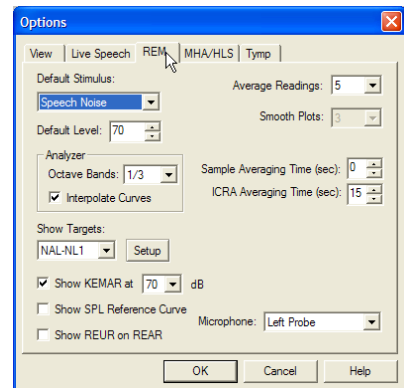 Options
View Live Speech REM MHA/HLS Tymp
Default Stimulus:
Speech Noise
Average Readings: 5
Smooth Plots: 3
Default Level: 70
Analyzer
Octave Bands: 1/3
Interpolate Curves
Sample Averaging Time (sec): 0
ICRA Averaging Time (sec): 15
Show Targets:
NAL-NL1 Setup
Show KEMAR at 70 dB
Show SPL Reference Curve
Microphone: Left Probe
Show REUR on REAR
OK Cancel Help